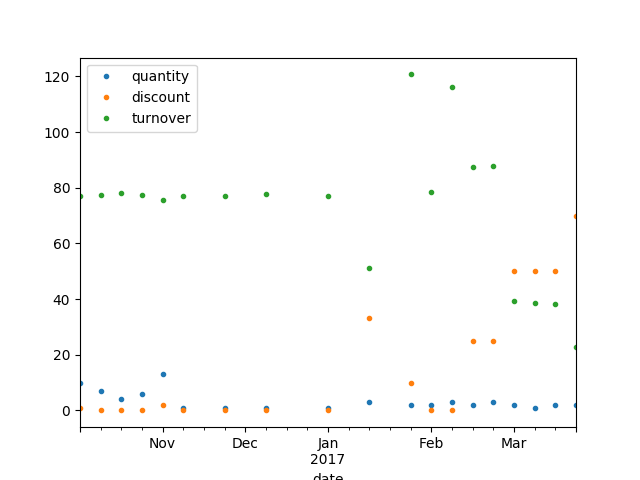 120
100
80
60
40
20
0
quantity
discount
turnover
Nov
Dec
Jan
2017
Feb
Mar
date